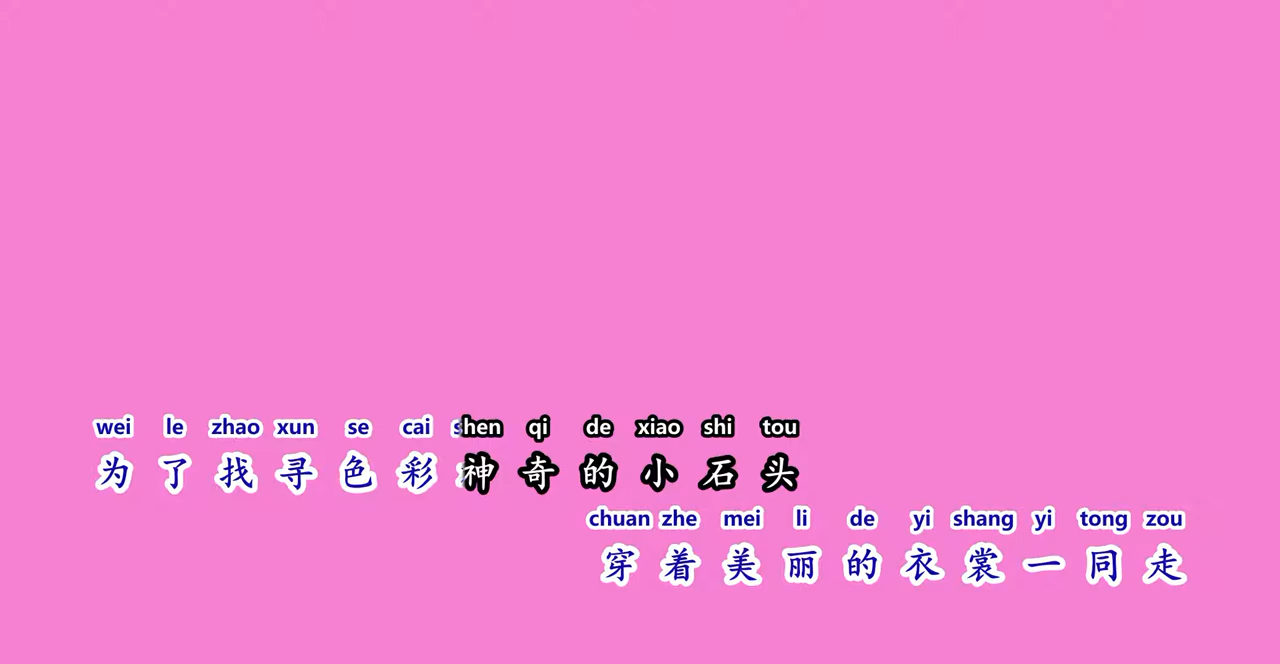 wei le zhao xun se cai shen qi de xiao shi tou
为了找寻色彩神奇的小石头
chuan zhe mei li de yi shang yi tong zou
穿着美丽的衣裳一同走